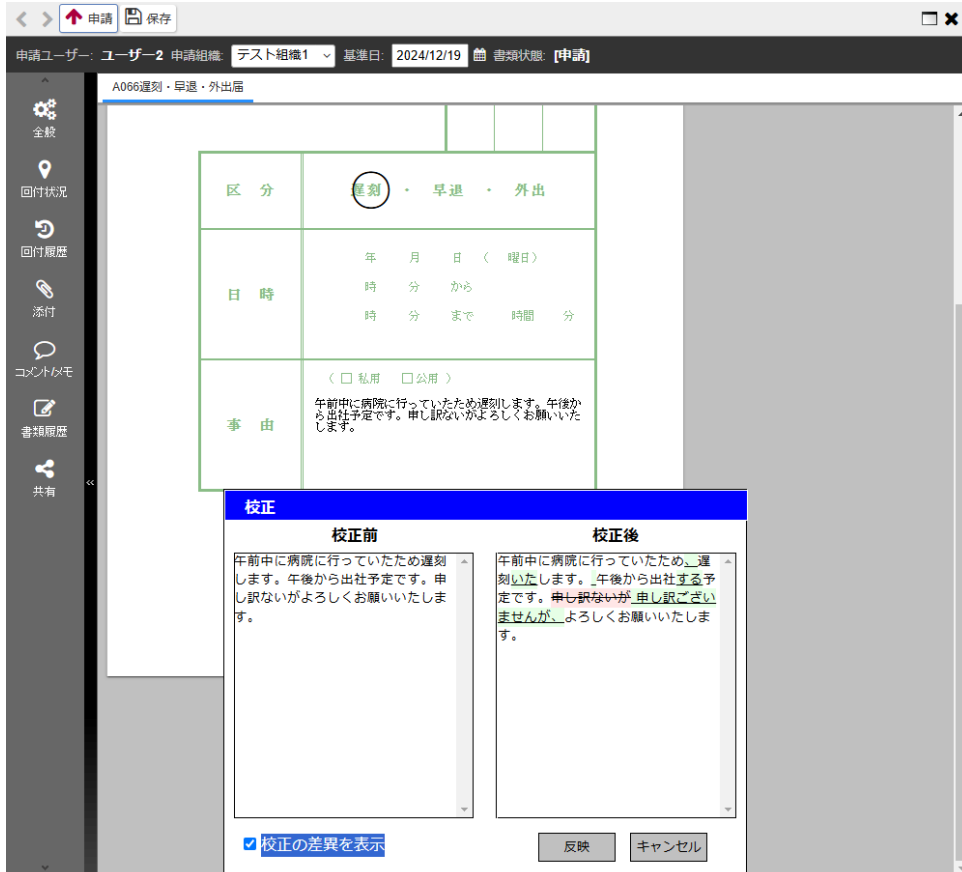 申請 保存
申請ユーザー: ユーザー2 申請組織: テスト組織1 基準日: 2024/12/19 書類状態: [申請]
A066遅刻・早退・外出届
全般
回付状況
回付履歴
添付
コメント/メモ
書類履歴
共有
«
区 分
遅刻 ・ 早退 ・ 外出
日 時
年 月 日 ( 曜日)
時 分 から
時 分 まで 時間 分
事 由
( □ 私用 □公用 )
午前中に病院に行っていたため遅刻します。午後か
ら出社予定です。申し訳ないがよろしくお願いいた
します。
校正
校正前
午前中に病院に行っていたため遅刻
します。午後から出社予定です。申
し訳ないがよろしくお願いいたしま
す。
校正後
午前中に病院に行っていたため、遅
刻いたします。 午後から出社する予
定です。申し訳ないが 申し訳ござい
ませんが、よろしくお願いいたしま
す。
校正の差異を表示
反映 キャンセル